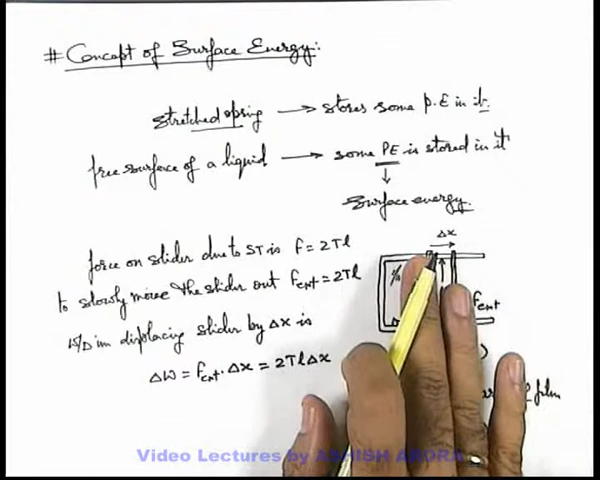 # Concept of Surface Energy:
stretched spring → stores some P.E in it.
free surface of a liquid → some PE is stored in it
↓
Surface energy.
force on slider due to ST is F = 2Tl
Δx
to slowly move the slider out Fext = 2Tl
W/D in displacing slider by Δx is
ΔW = Fext · Δx = 2TlΔx
film
Video Lectures by ASHISH ARORA